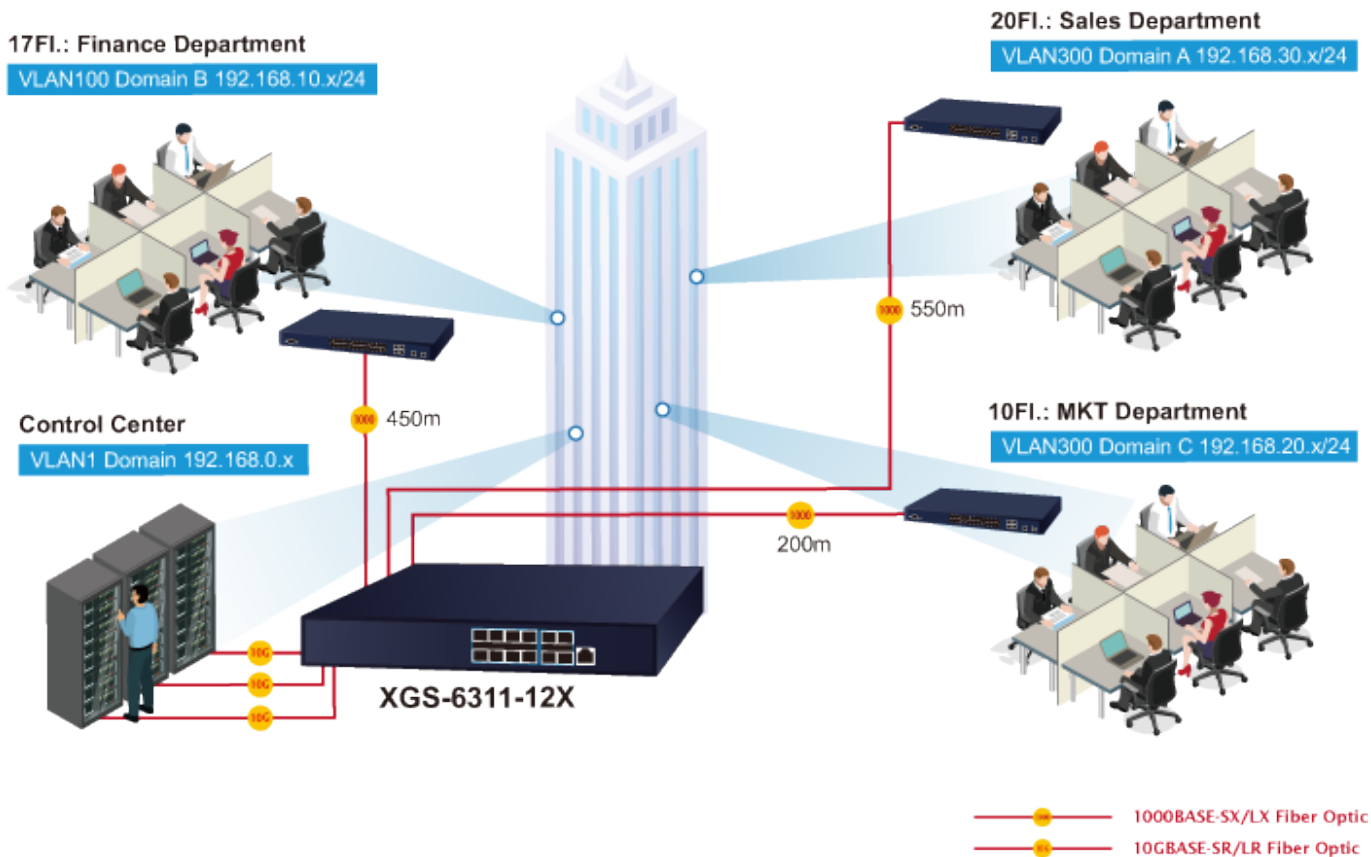 17Fl.: Finance Department
VLAN100 Domain B 192.168.10.x/24
20Fl.: Sales Department
VLAN300 Domain A 192.168.30.x/24
1000
550m
1000
450m
Control Center
VLAN1 Domain 192.168.0.x
10Fl.: MKT Department
VLAN300 Domain C 192.168.20.x/24
1000
200m
10G
10G
10G
XGS-6311-12X
1000BASE-SX/LX Fiber Optic
10G
10GBASE-SR/LR Fiber Optic